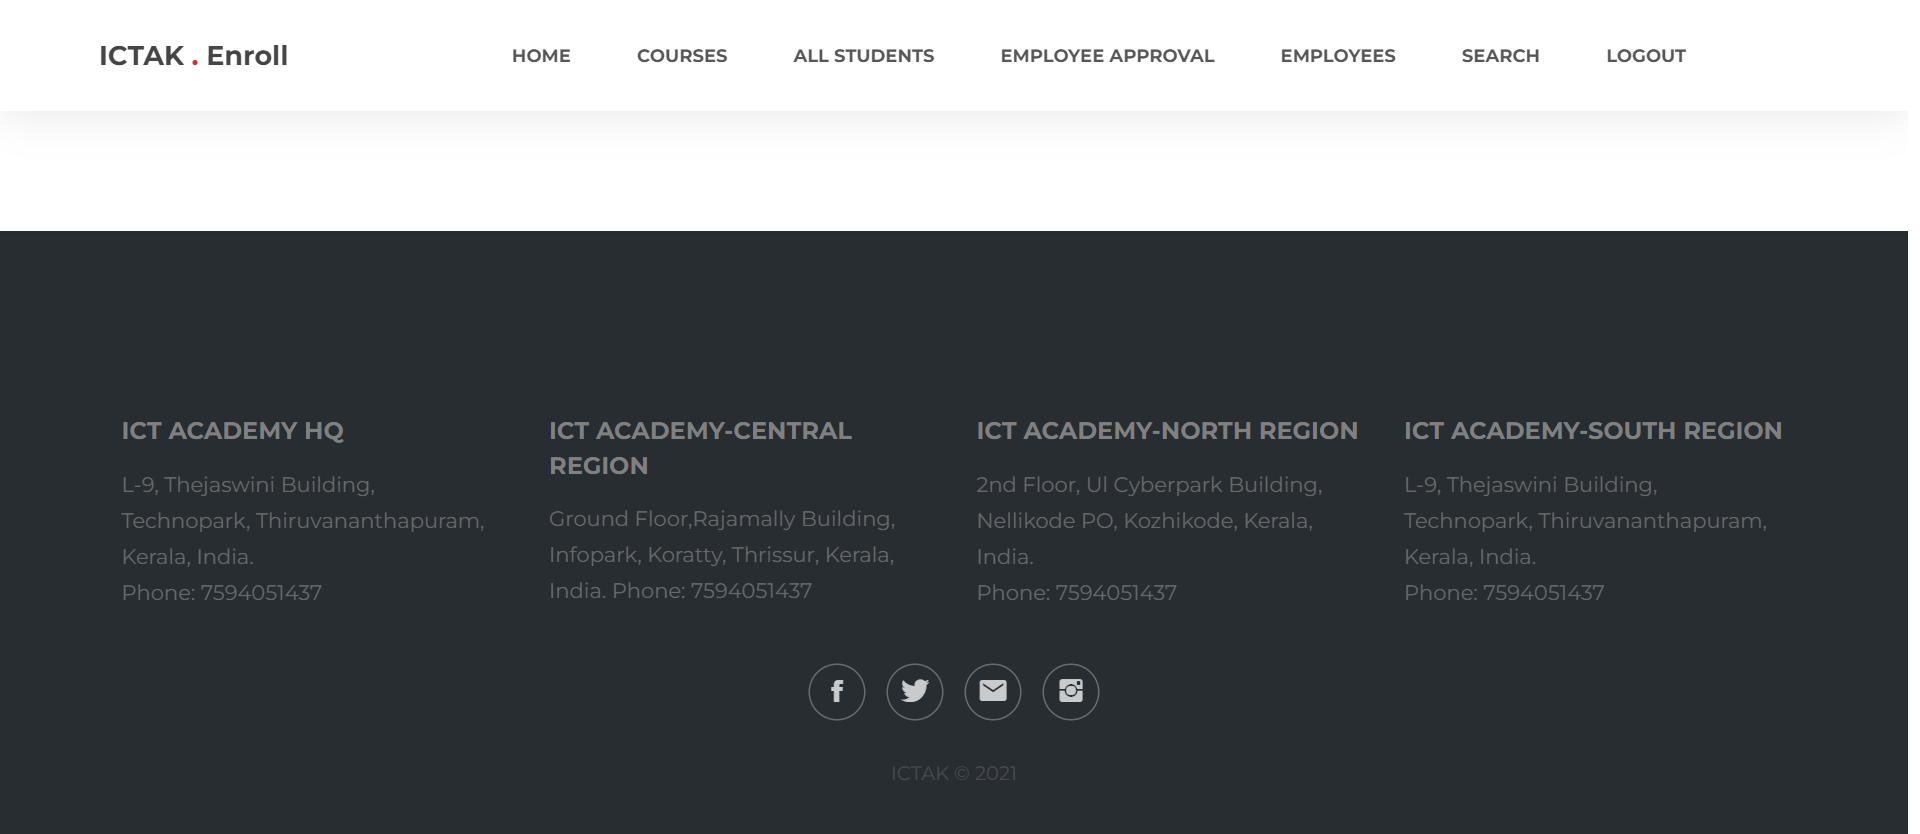 ICTAK . Enroll
HOME COURSES ALL STUDENTS EMPLOYEE APPROVAL EMPLOYEES SEARCH LOGOUT
ICT ACADEMY HQ
L-9, Thejaswini Building,
Technopark, Thiruvananthapuram,
Kerala, India.
Phone: 7594051437
ICT ACADEMY-CENTRAL
REGION
Ground Floor,Rajamally Building,
Infopark, Koratty, Thrissur, Kerala,
India. Phone: 7594051437
ICT ACADEMY-NORTH REGION
2nd Floor, Ul Cyberpark Building,
Nellikode PO, Kozhikode, Kerala,
India.
Phone: 7594051437
ICT ACADEMY-SOUTH REGION
L-9, Thejaswini Building,
Technopark, Thiruvananthapuram,
Kerala, India.
Phone: 7594051437
ICTAK © 2021